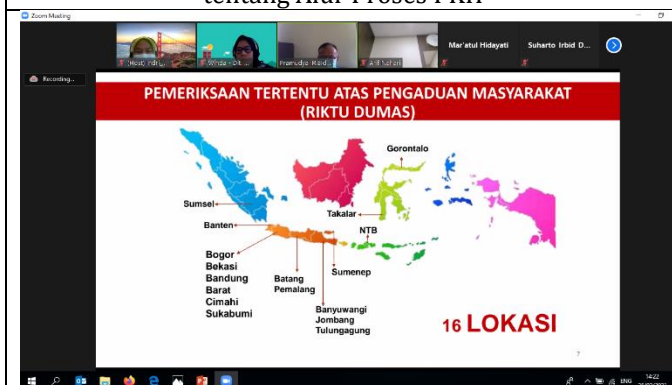 Zoom Meeting
Mar'atul Hidayati
Suharto Irbid D...
Recording...
PEMERIKSAAN TERTENTU ATAS PENGADUAN MASYARAKAT
(RIKTU DUMAS)
Gorontalo
Sumsel
Takalar
Banten
NTB
Bogor
Bekasi
Bandung
Barat
Cimahi
Sukabumi
Batang
Pemalang
Sumenep
Banyuwangi
Jombang
Tulungagung
16 LOKASI
7
ENG
14:22